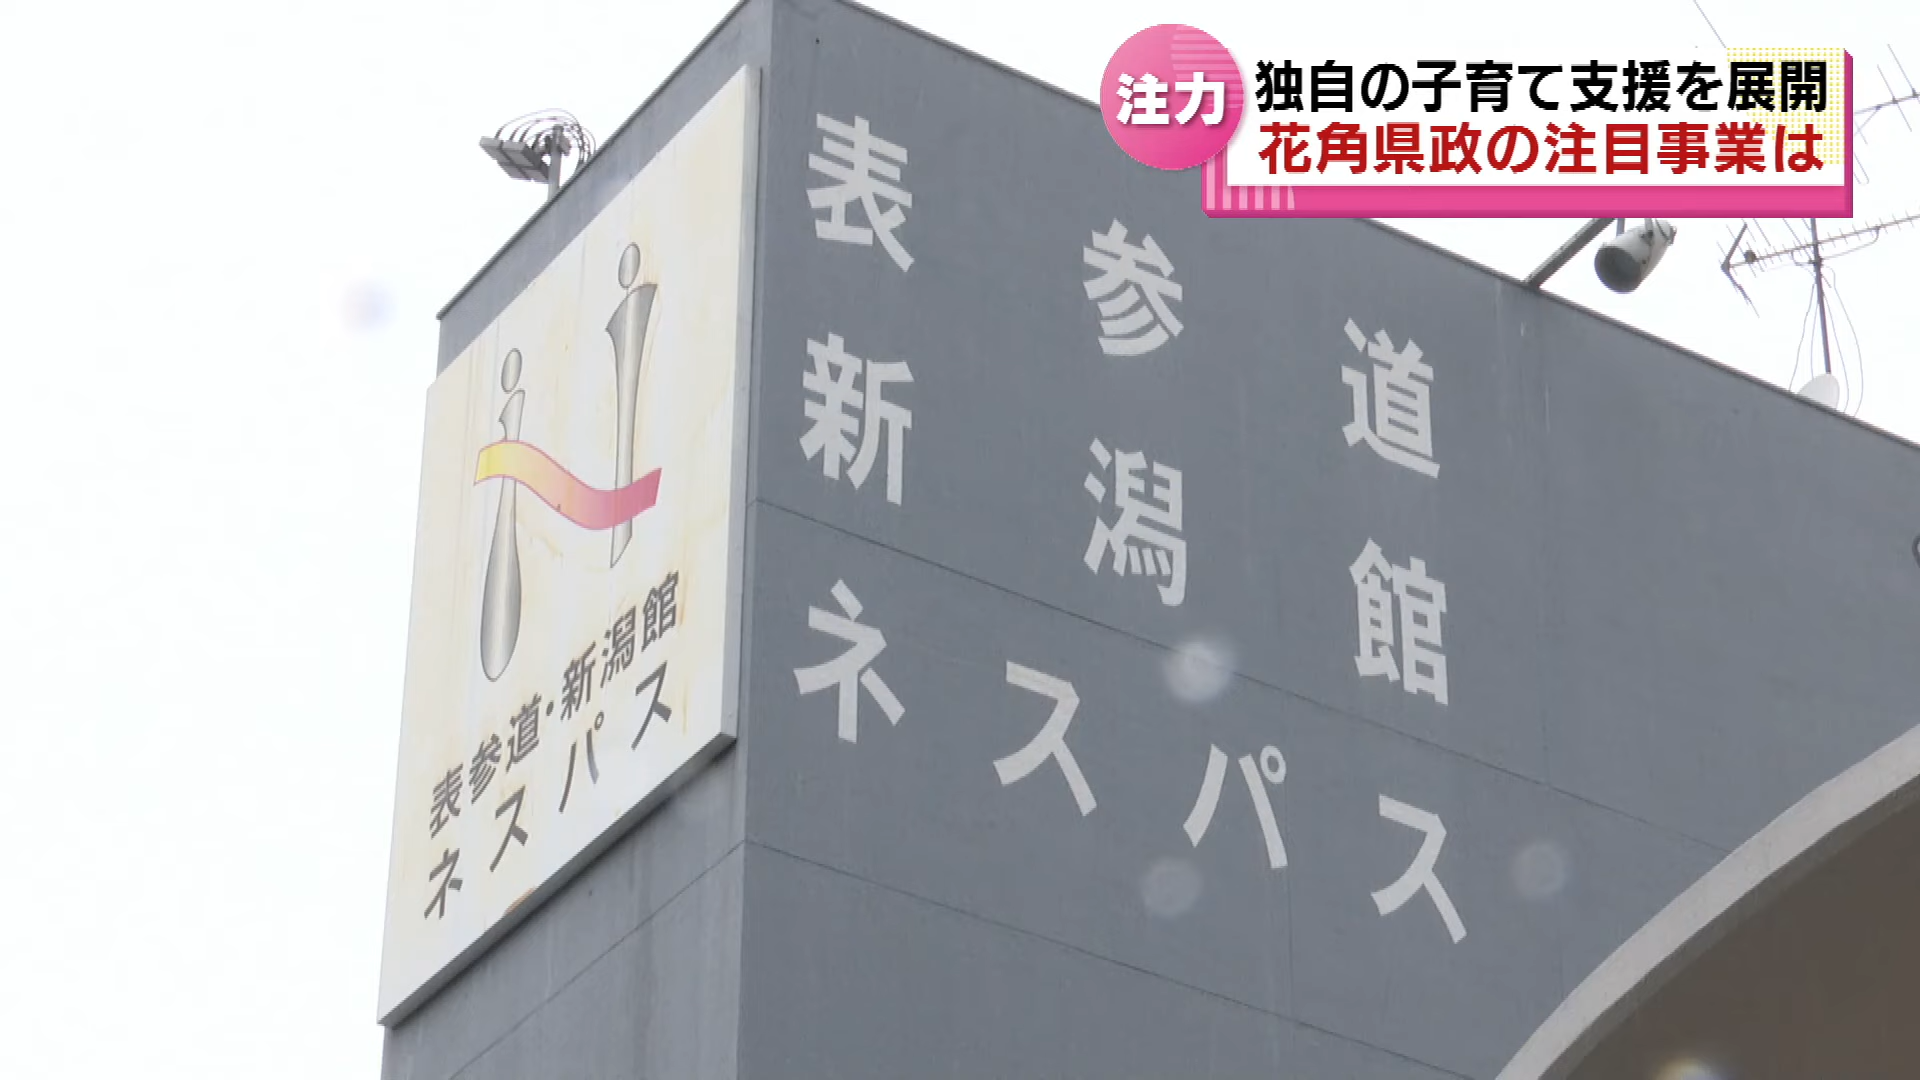 注力
独自の子育て支援を展開
花角県政の注目事業は
表参道
新潟館
ネスパス
表参道・新潟館
ネスパス